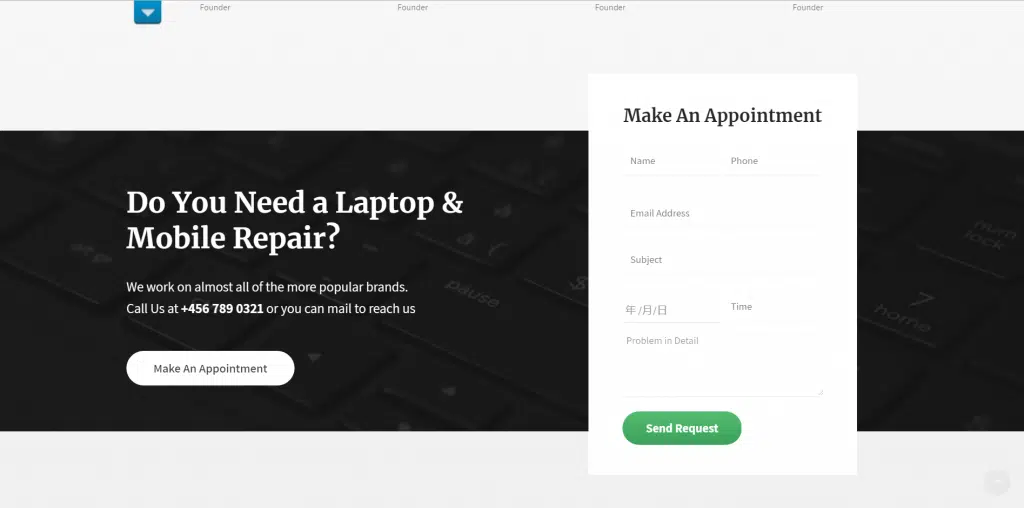 Founder Founder Founder Founder
Do You Need a Laptop &
Mobile Repair?
We work on almost all of the more popular brands.
Call Us at +456 789 0321 or you can mail to reach us
Make An Appointment
Make An Appointment
Name Phone
Email Address
Subject
年 /月/日 Time
Problem in Detail
Send Request
pause
& (
$
num
lock
7
home